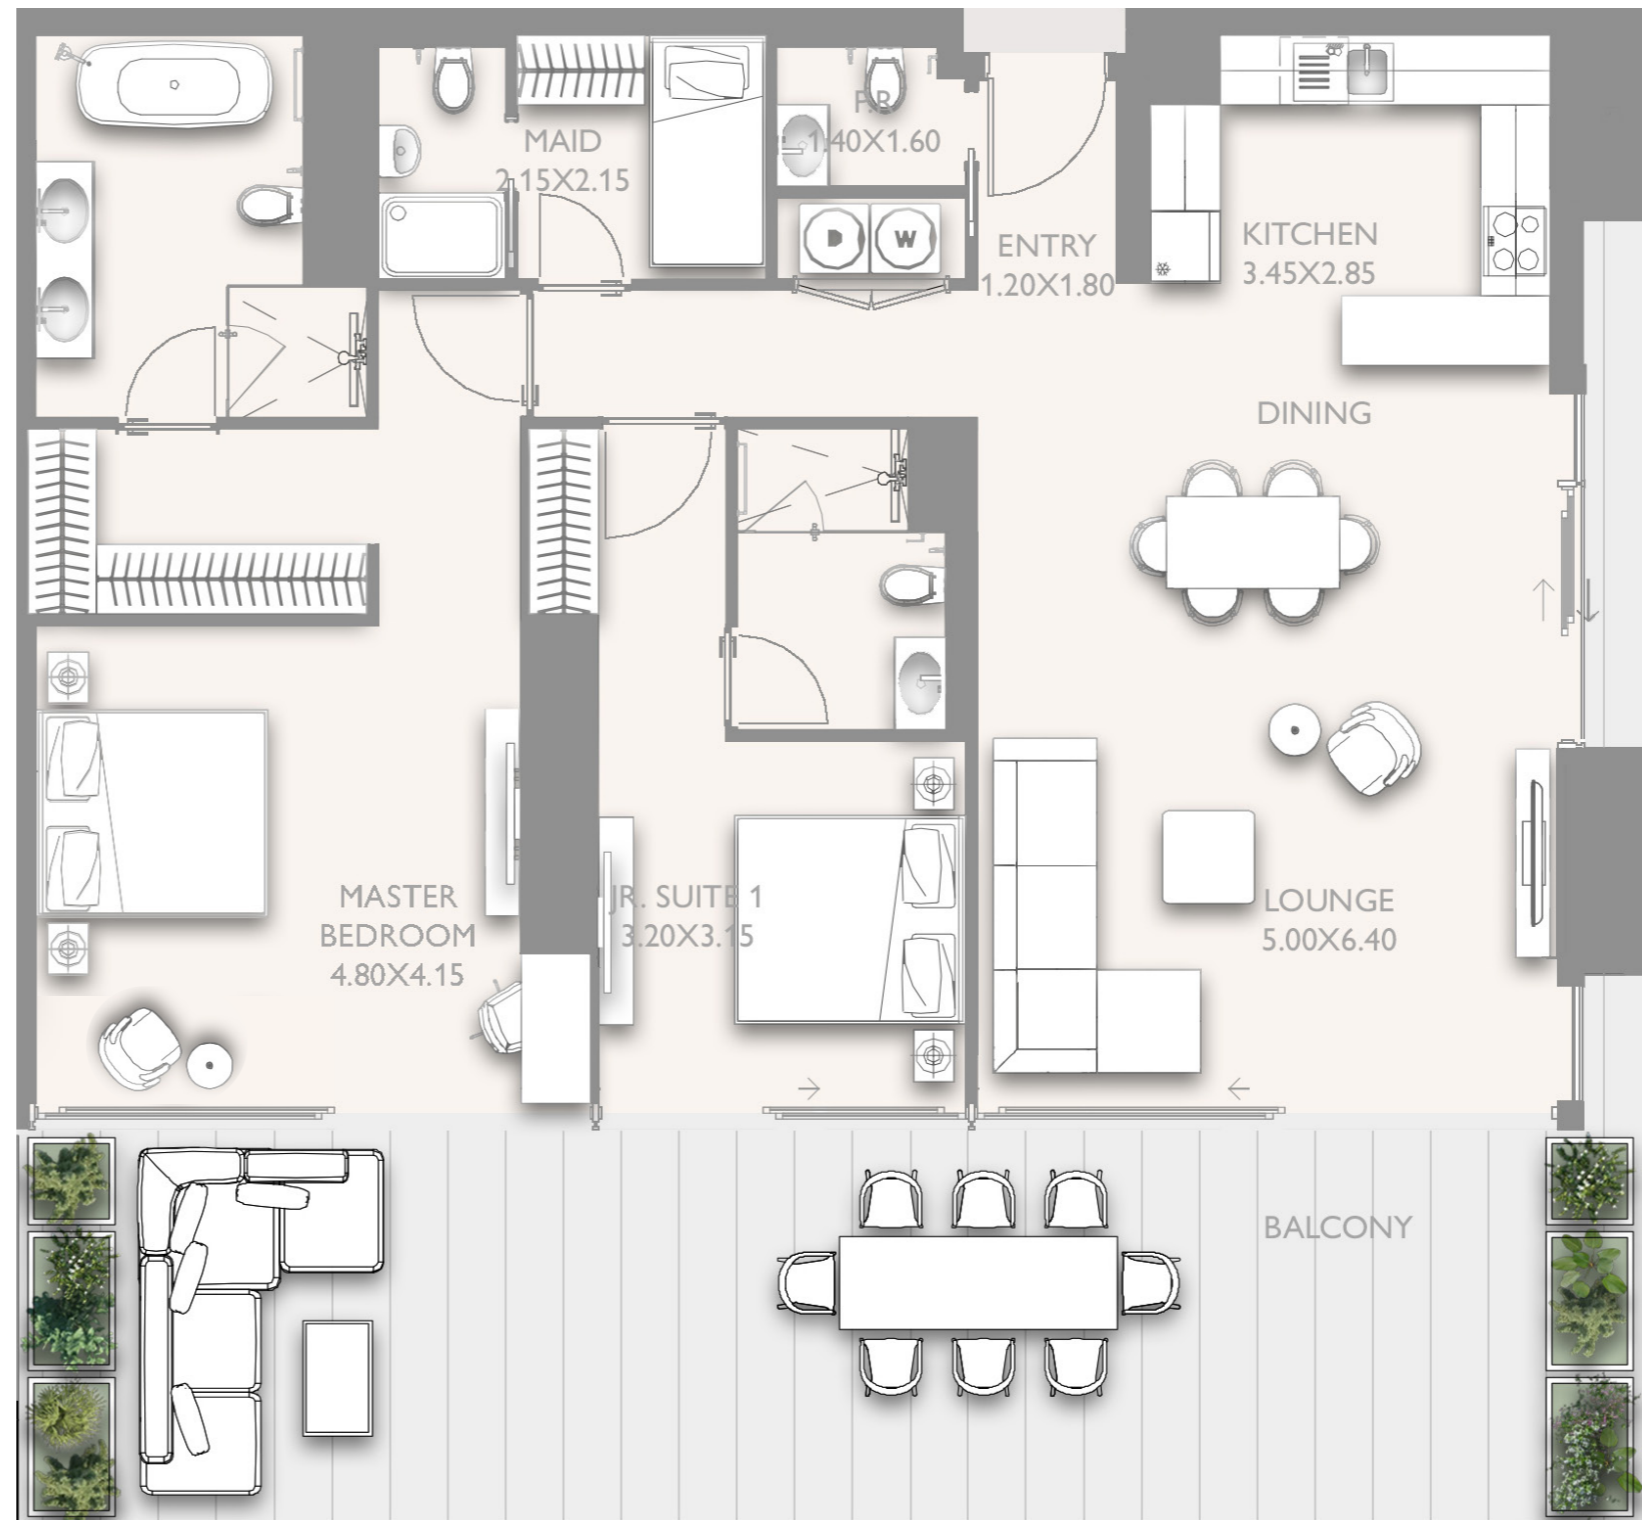 MAID
2.15X2.15
P.R.
1.40X1.60
D
W
ENTRY
1.20X1.80
KITCHEN
3.45X2.85
DINING
MASTER
BEDROOM
4.80X4.15
JR. SUITE 1
3.20X3.15
LOUNGE
5.00X6.40
BALCONY